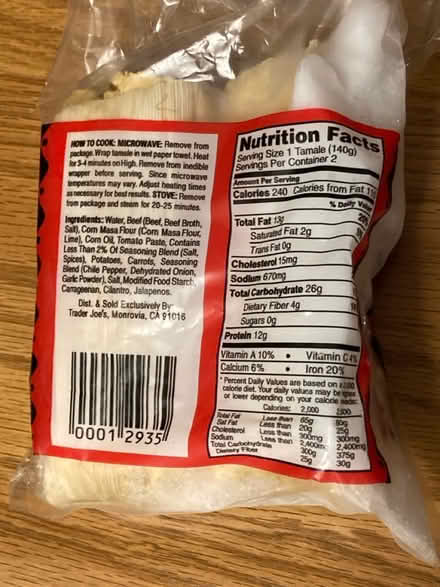 HOW TO COOK: MICROWAVE: Remove from
package. Wrap tamale in wet paper towel. Heat
for 3-4 minutes on High. Remove from inedible
wrapper before serving. Since microwave
temperatures may vary. Adjust heating times
as necessary for best results. STOVE: Remove
from package and steam for 20-25 minutes.
Ingredients: Water, Beef (Beef, Beef Broth,
Salt), Corn Masa Flour (Corn Masa Flour,
Lime), Corn Oil, Tomato Paste, Contains
Less Than 2% Of Seasoning Blend (Salt,
Spices), Potatoes, Carrots, Seasoning
Blend (Chile Pepper, Dehydrated Onion,
Garlic Powder), Salt, Modified Food Starch,
Carrageenan, Cilantro, Jalapenos.
Dist. & Sold Exclusively By:
Trader Joe's, Monrovia, CA 91016
0001 2935
Nutrition Facts
Serving Size 1 Tamale (140g)
Servings Per Container 2
Amount Per Serving
Calories 240 Calories from Fat
% Daily Value
Total Fat 13g
Saturated Fat 2g
Trans Fat 0g
Cholesterol 15mg
Sodium 670mg
Total Carbohydrate 26g
Dietary Fiber 4g
Sugars 0g
Protein 12g
Vitamin A 10% • Vitamin C 4%
Calcium 6% • Iron 20%
*Percent Daily Values are based on a 2,000
calorie diet. Your daily values may be higher
or lower depending on your calorie needs:
Calories: 2,000 2,500
Total Fat Less than 65g 80g
Sat Fat Less than 20g 25g
Cholesterol Less than 300mg 300mg
Sodium Less than 2,400mg 2,400mg
Total Carbohydrate 300g 375g
Dietary Fiber 25g 30g